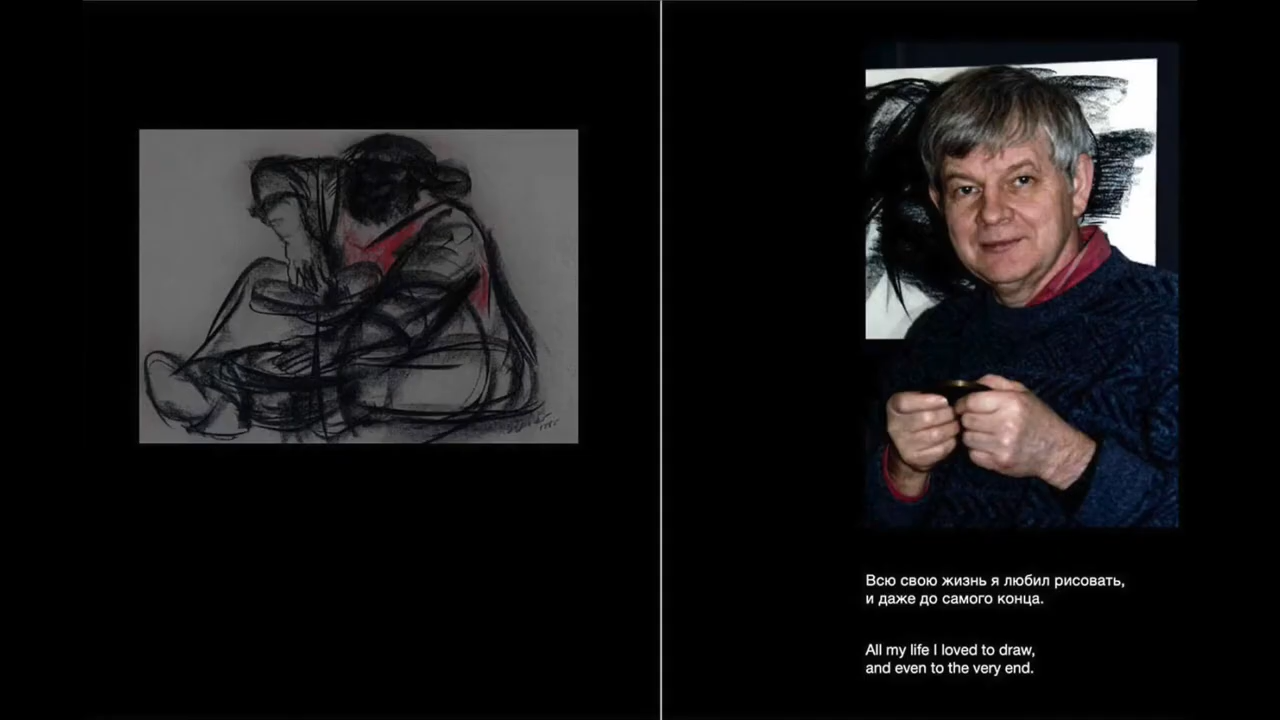 Всю свою жизнь я любил рисовать,
и даже до самого конца.
All my life I loved to draw,
and even to the very end.